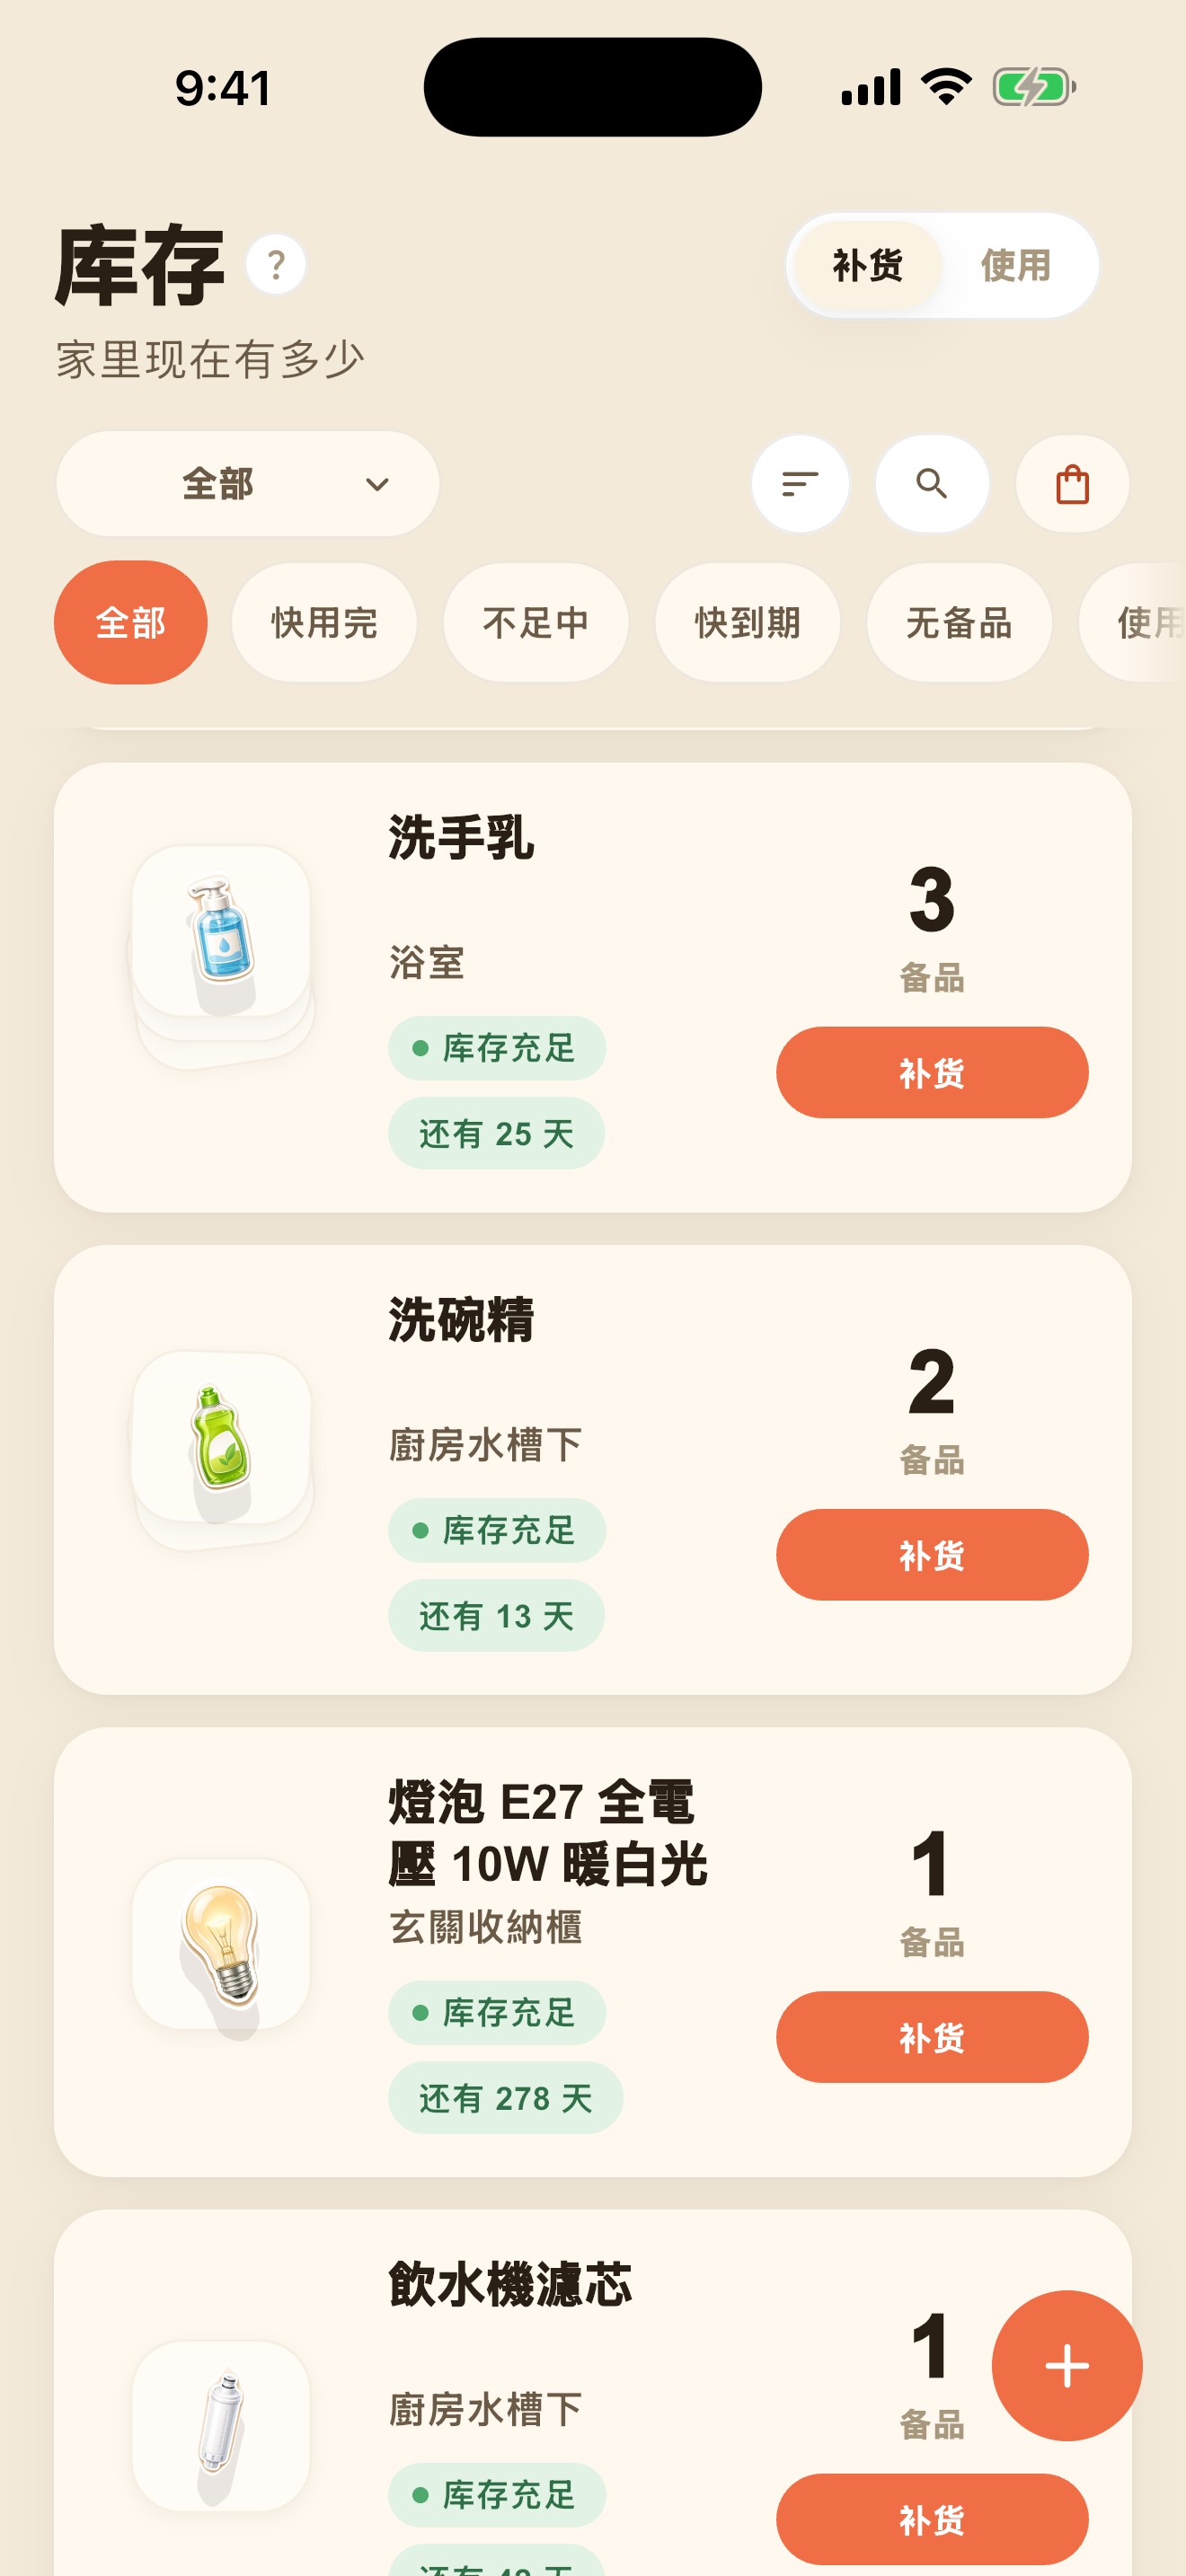 9:41
库存
?
补货
使用
家里现在有多少
全部
全部
快用完
不足中
快到期
无备品
使用
洗手乳
浴室
库存充足
还有 25 天
3
备品
补货
洗碗精
廚房水槽下
库存充足
还有 13 天
2
备品
补货
燈泡 E27 全電
壓 10W 暖白光
玄關收納櫃
库存充足
还有 278 天
1
备品
补货
飲水機濾芯
廚房水槽下
库存充足
1
备品
补货